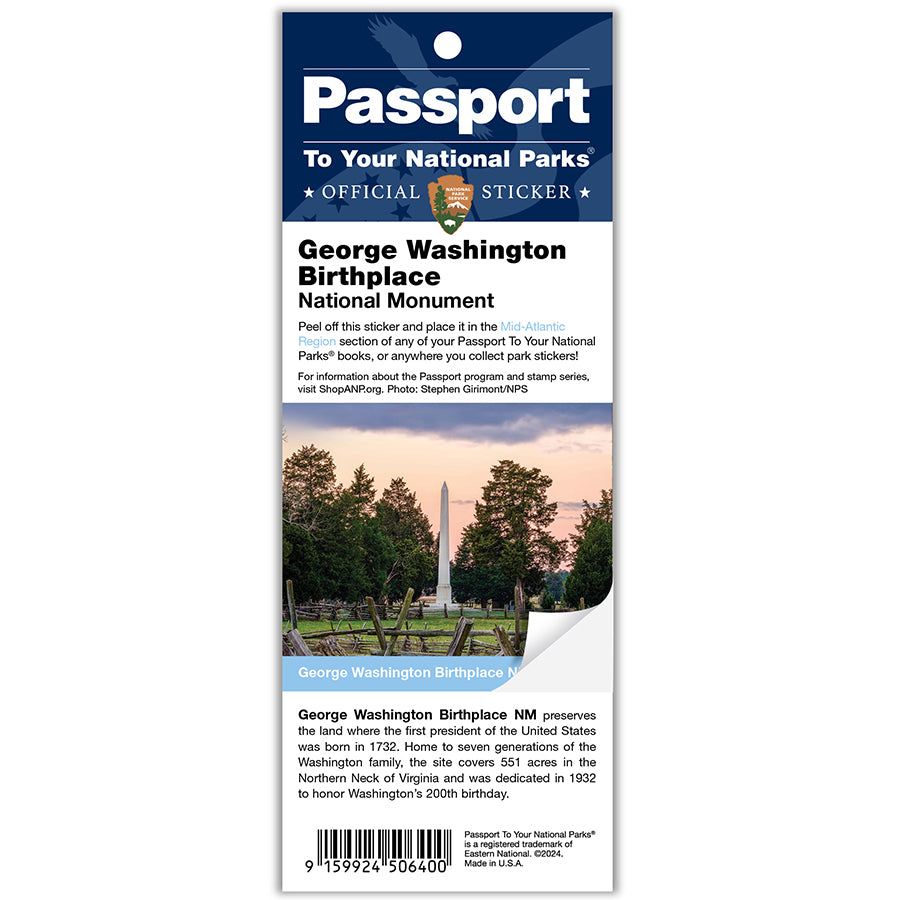 Passport
To Your National Parks®
★ OFFICIAL STICKER ★
NATIONAL
PARK
SERVICE
George Washington
Birthplace
National Monument
Peel off this sticker and place it in the Mid-Atlantic
Region section of any of your Passport To Your National
Parks® books, or anywhere you collect park stickers!
For information about the Passport program and stamp series,
visit ShopANP.org. Photo: Stephen Girimont/NPS
George Washington Birthplace N
George Washington Birthplace NM preserves
the land where the first president of the United States
was born in 1732. Home to seven generations of the
Washington family, the site covers 551 acres in the
Northern Neck of Virginia and was dedicated in 1932
to honor Washington's 200th birthday.
9 159924 506400
Passport To Your National Parks®
is a registered trademark of
Eastern National. ©2024.
Made in U.S.A.